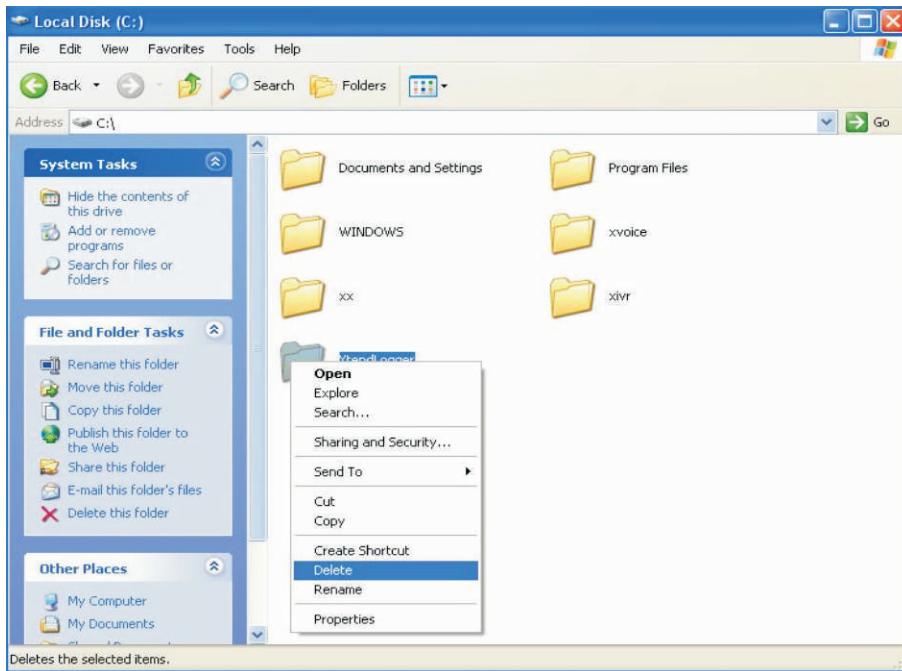 Local Disk (C:)
File Edit View Favorites Tools Help
Back Search Folders
Address C:\ Go
System Tasks
Hide the contents of
this drive
Add or remove
programs
Search for files or
folders
File and Folder Tasks
Rename this folder
Move this folder
Copy this folder
Publish this folder to
the Web
Share this folder
E-mail this folder's files
Delete this folder
Other Places
My Computer
My Documents
Documents and Settings
Program Files
WINDOWS
xvoice
xx
xivr
XtendLogger
Open
Explore
Search...
Sharing and Security...
Send To
Cut
Copy
Create Shortcut
Delete
Rename
Properties
Deletes the selected items.